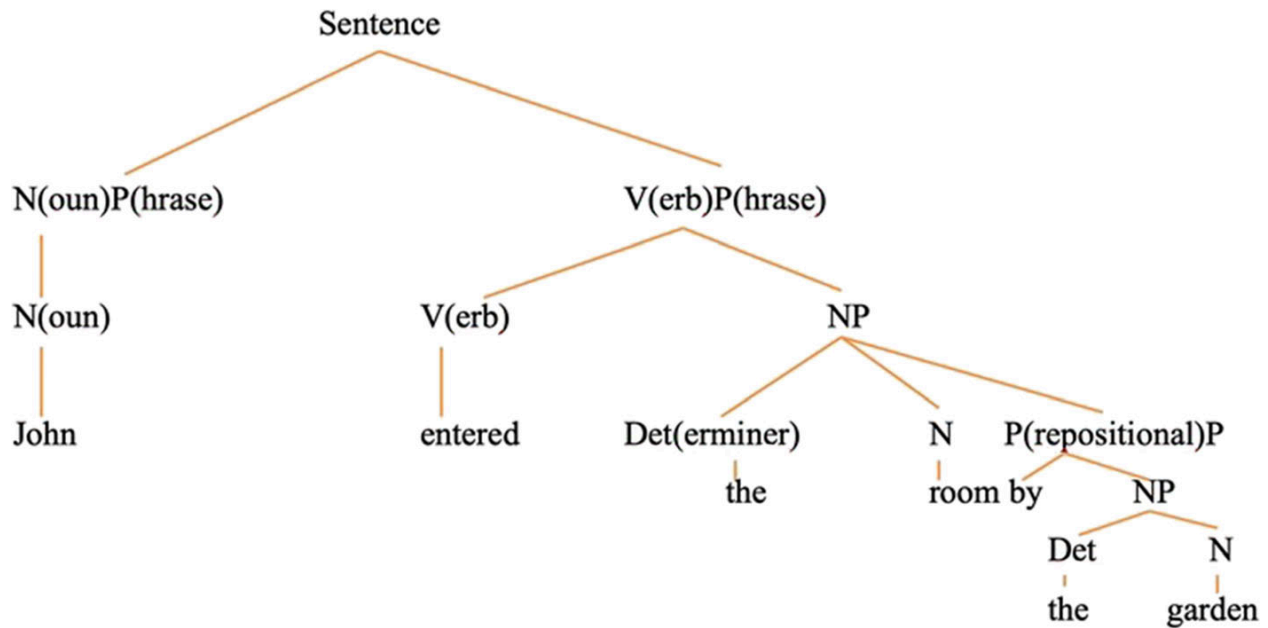 Sentence
N(oun)P(hrase) V(erb)P(hrase)
N(oun) V(erb) NP
John entered Det(erminer) N P(repositional)P
the room by NP
Det N
the garden